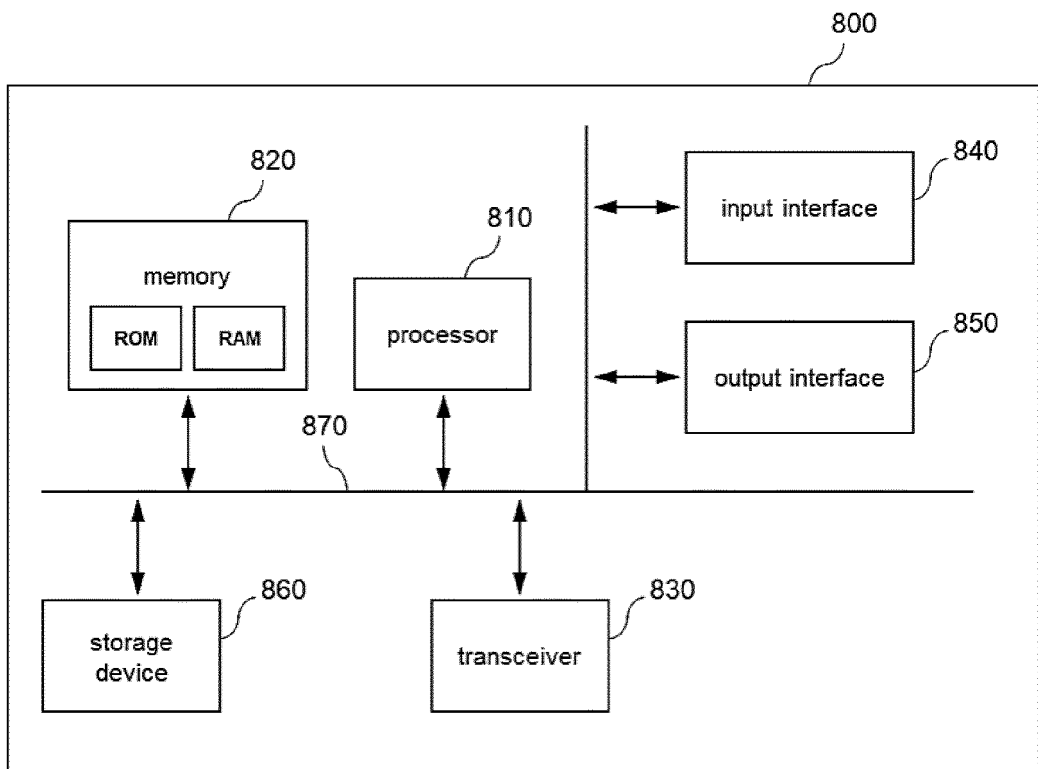 800
820
memory
ROM
RAM
810
processor
840
input interface
850
output interface
870
860
storage
device
830
transceiver